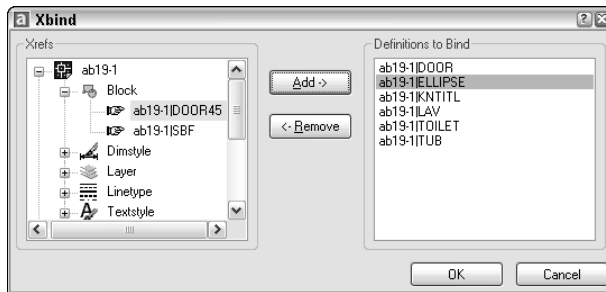 Xbind
Xrefs
ab19-1
Block
ab19-1|DOOR45
ab19-1|SBF
Dimstyle
Layer
Linetype
Textstyle
Add ->
<- Remove
Definitions to Bind
ab19-1|DOOR
ab19-1|ELLIPSE
ab19-1|KNTITL
ab19-1|LAV
ab19-1|TOILET
ab19-1|TUB
OK
Cancel